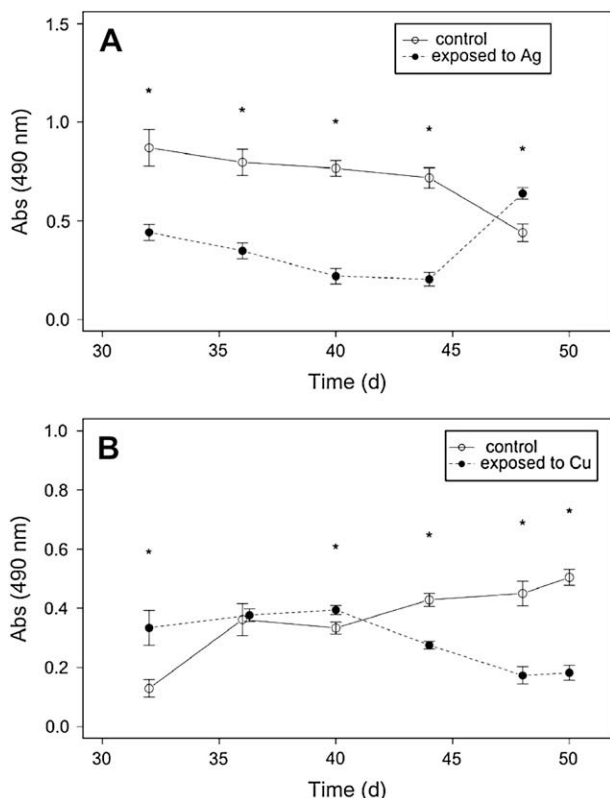 A
control
exposed to Ag
Abs (490 nm)
1.5
1.0
0.5
0.0
* * * * *
30 35 40 45 50
Time (d)
B
control
exposed to Cu
Abs (490 nm)
1.0
0.8
0.6
0.4
0.2
0.0
* * * * *
30 35 40 45 50
Time (d)